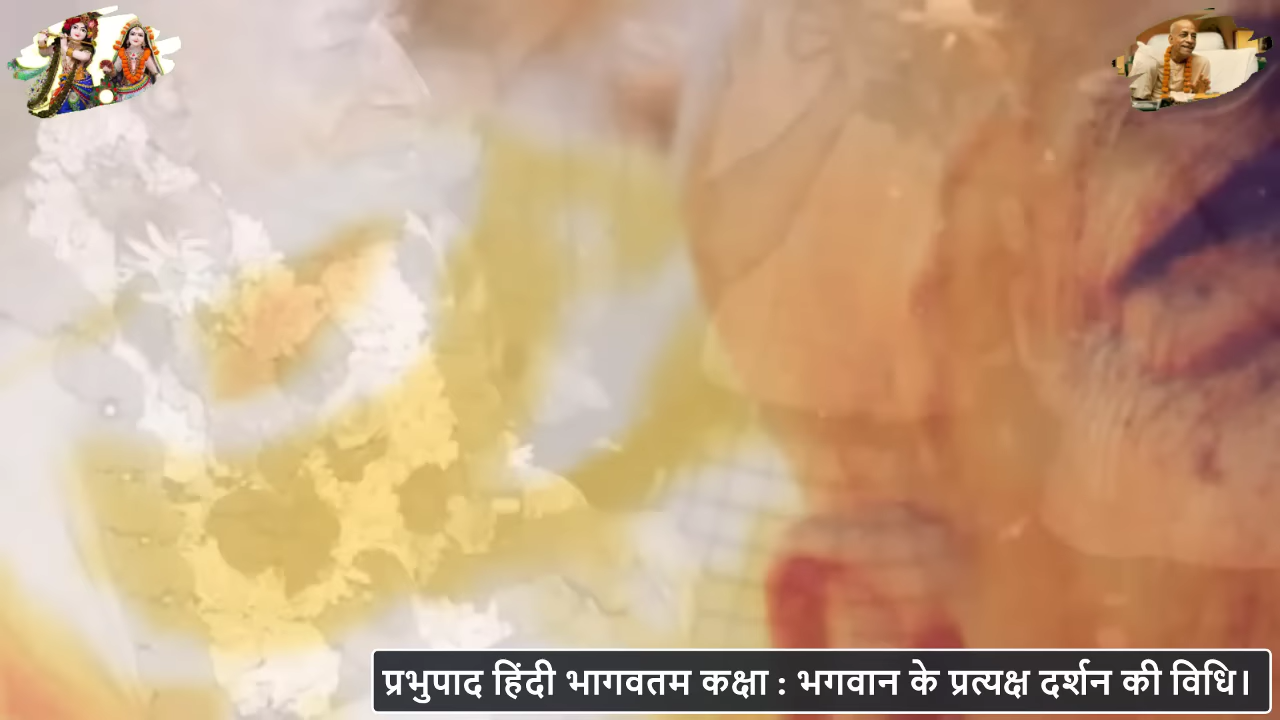 प्रभुपाद हिंदी भागवतम कक्षा : भगवान के प्रत्यक्ष दर्शन की विधि।